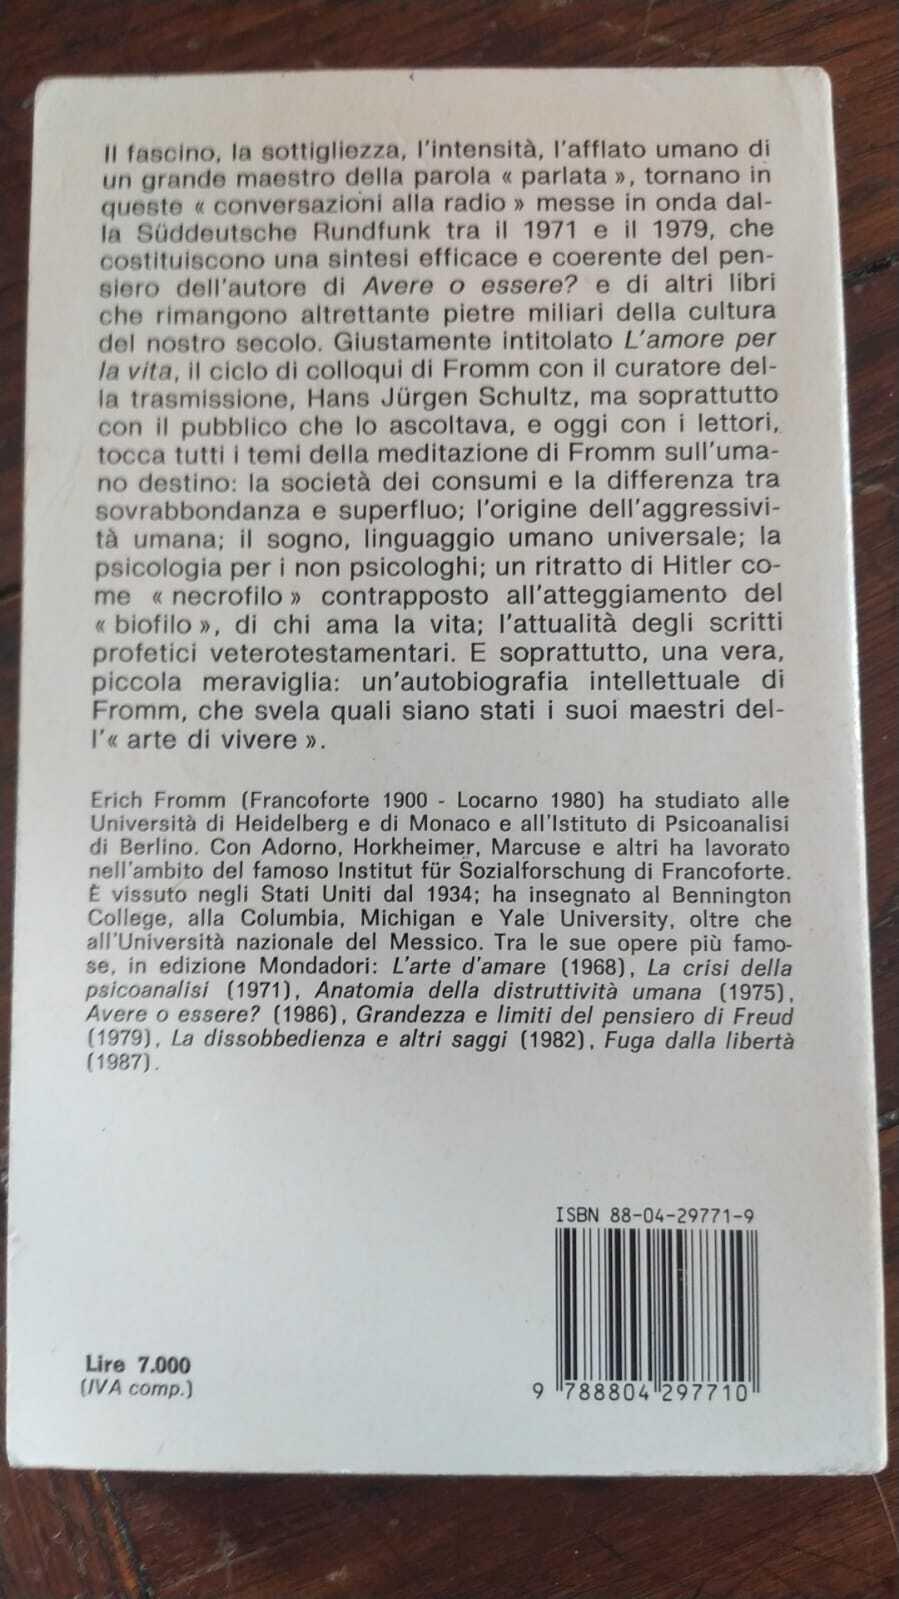 Il fascino, la sottigliezza, l'intensità, l'afflato umano di
un grande maestro della parola « parlata », tornano in
queste « conversazioni alla radio » messe in onda dal-
la Süddeutsche Rundfunk tra il 1971 e il 1979, che
costituiscono una sintesi efficace e coerente del pen-
siero dell'autore di Avere o essere? e di altri libri
che rimangono altrettante pietre miliari della cultura
del nostro secolo. Giustamente intitolato L'amore per
la vita, il ciclo di colloqui di Fromm con il curatore del-
la trasmissione, Hans Jürgen Schultz, ma soprattutto
con il pubblico che lo ascoltava, e oggi con i lettori,
tocca tutti i temi della meditazione di Fromm sull'uma-
no destino: la società dei consumi e la differenza tra
sovrabbondanza e superfluo; l'origine dell'aggressivi-
tà umana; il sogno, linguaggio umano universale; la
psicologia per i non psicologhi; un ritratto di Hitler co-
me « necrofilo » contrapposto all'atteggiamento del
« biofilo », di chi ama la vita; l'attualità degli scritti
profetici veterotestamentari. E soprattutto, una vera,
piccola meraviglia: un'autobiografia intellettuale di
Fromm, che svela quali siano stati i suoi maestri del-
l'« arte di vivere ».
Erich Fromm (Francoforte 1900 - Locarno 1980) ha studiato alle
Università di Heidelberg e di Monaco e all'Istituto di Psicoanalisi
di Berlino. Con Adorno, Horkheimer, Marcuse e altri ha lavorato
nell'ambito del famoso Institut für Sozialforschung di Francoforte.
È vissuto negli Stati Uniti dal 1934; ha insegnato al Bennington
College, alla Columbia, Michigan e Yale University, oltre che
all'Università nazionale del Messico. Tra le sue opere più famo-
se, in edizione Mondadori: L'arte d'amare (1968), La crisi della
psicoanalisi (1971), Anatomia della distruttività umana (1975),
Avere o essere? (1986), Grandezza e limiti del pensiero di Freud
(1979), La dissobbedienza e altri saggi (1982), Fuga dalla libertà
(1987).
ISBN 88-04-29771-9
Lire 7.000
(IVA comp.)
9 788804 297710